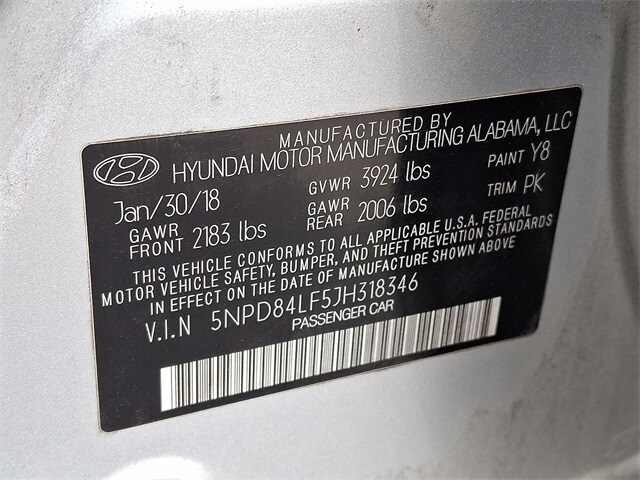 MANUFACTURED BY
HYUNDAI MOTOR MANUFACTURING ALABAMA, LLC
Jan/30/18 GVWR 3924 lbs PAINT Y8
GAWR FRONT 2183 lbs GAWR REAR 2006 lbs TRIM PK
THIS VEHICLE CONFORMS TO ALL APPLICABLE U.S.A. FEDERAL
MOTOR VEHICLE SAFETY, BUMPER, AND THEFT PREVENTION STANDARDS
IN EFFECT ON THE DATE OF MANUFACTURE SHOWN ABOVE
V.I.N 5NPD84LF5JH318346
PASSENGER CAR